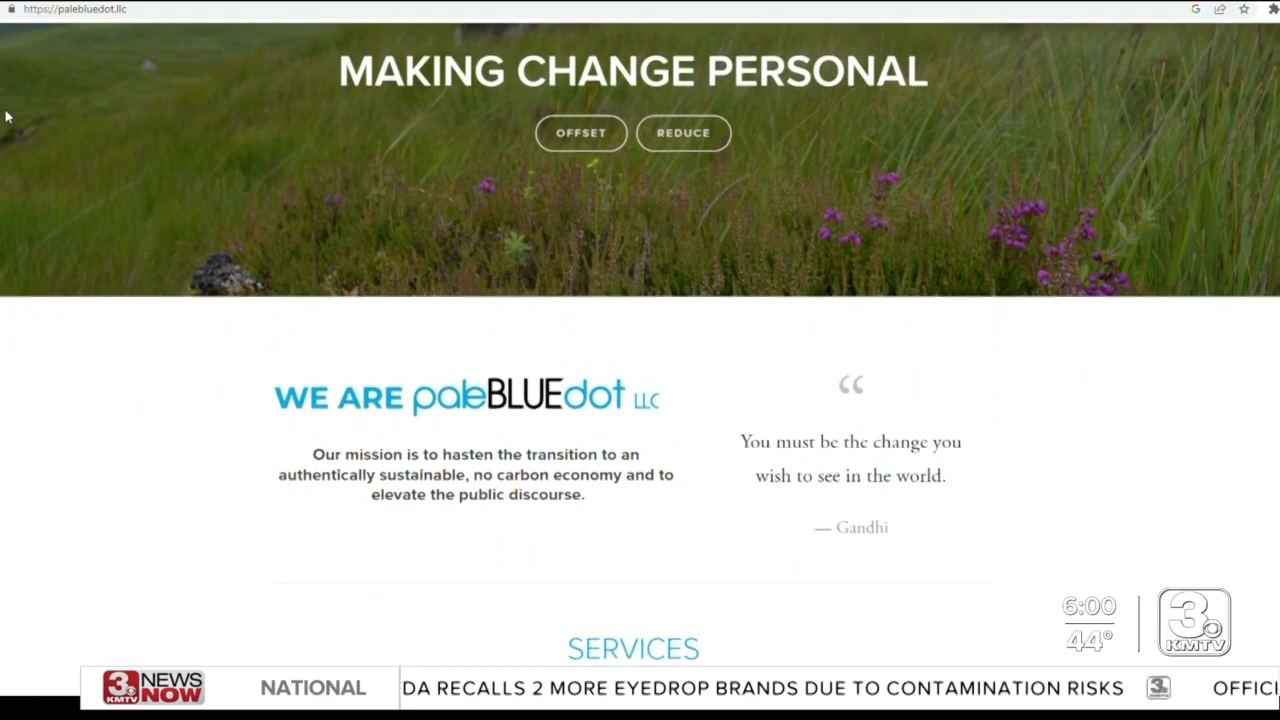 https://palebluedot.llc
MAKING CHANGE PERSONAL
OFFSET
REDUCE
WE ARE paleBLUEdot LLC
Our mission is to hasten the transition to an
authentically sustainable, no carbon economy and to
elevate the public discourse.
“
You must be the change you
wish to see in the world.
— Gandhi
SERVICES
6:00
44°
3
KMTV
3 KMTV NEWS NOW
NATIONAL
DA RECALLS 2 MORE EYEDROP BRANDS DUE TO CONTAMINATION RISKS
3
OFFICI